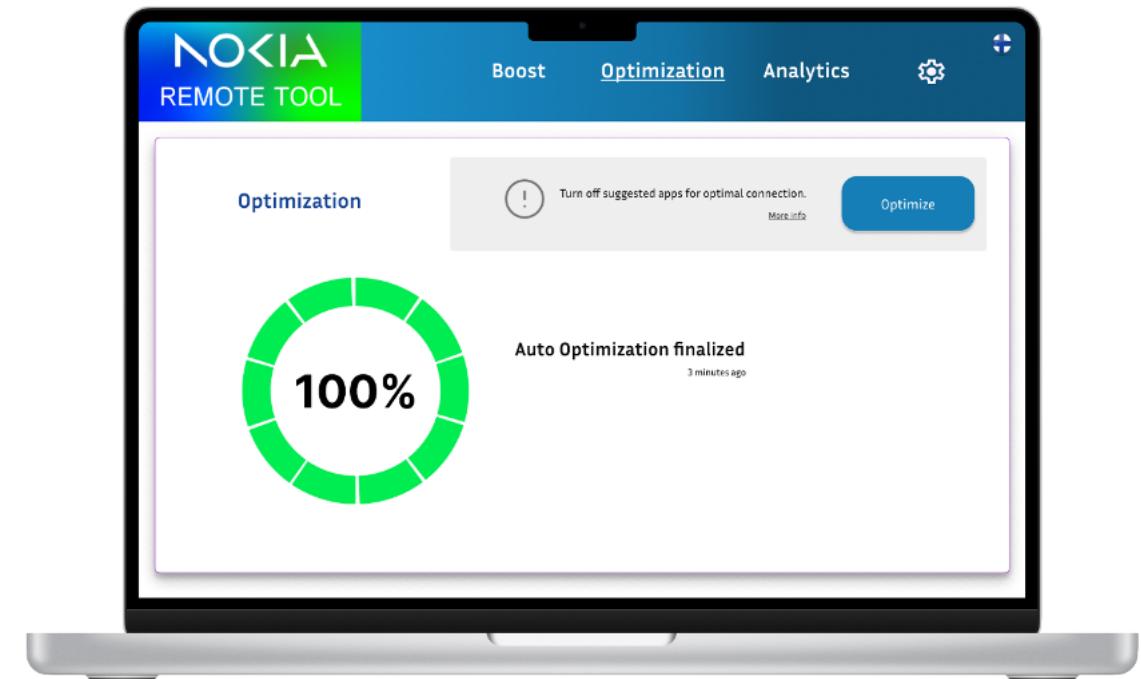 NOKIA
REMOTE TOOL
Boost Optimization Analytics
Optimization
Turn off suggested apps for optimal connection.
More info
Optimize
100%
Auto Optimization finalized
3 minutes ago